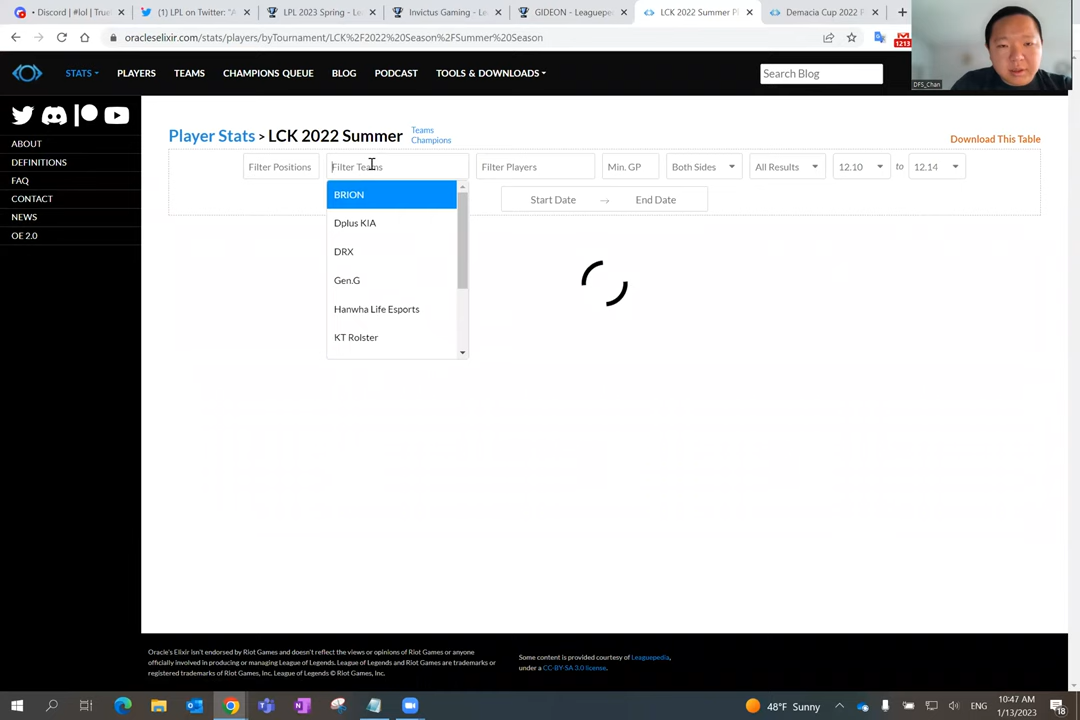 • Discord | #lol | True
(1) LPL on Twitter: "A
LPL 2023 Spring - Le
Invictus Gaming - Le
GIDEON - Leaguepe
LCK 2022 Summer P
Demacia Cup 2022 P
oracleselixir.com/stats/players/byTournament/LCK%2F2022%20Season%2FSummer%20Season
1213
DFS_Chan
STATS
PLAYERS
TEAMS
CHAMPIONS QUEUE
BLOG
PODCAST
TOOLS & DOWNLOADS
Search Blog
ABOUT
DEFINITIONS
FAQ
CONTACT
NEWS
OE 2.0
Player Stats > LCK 2022 Summer
Teams
Champions
Download This Table
Filter Positions
Filter Teams
Filter Players
Min. GP
Both Sides
All Results
12.10
to
12.14
Start Date → End Date
BRION
Dplus KIA
DRX
Gen.G
Hanwha Life Esports
KT Rolster
Oracle's Elixir isn't endorsed by Riot Games and doesn't reflect the views or opinions of Riot Games or anyone
officially involved in producing or managing League of Legends. League of Legends and Riot Games are trademarks or
registered trademarks of Riot Games, Inc. League of Legends © Riot Games, Inc.
Some content is provided courtesy of Leaguepedia,
under a CC-BY-SA 3.0 license.
48°F Sunny
ENG
10:47 AM
1/13/2023
18